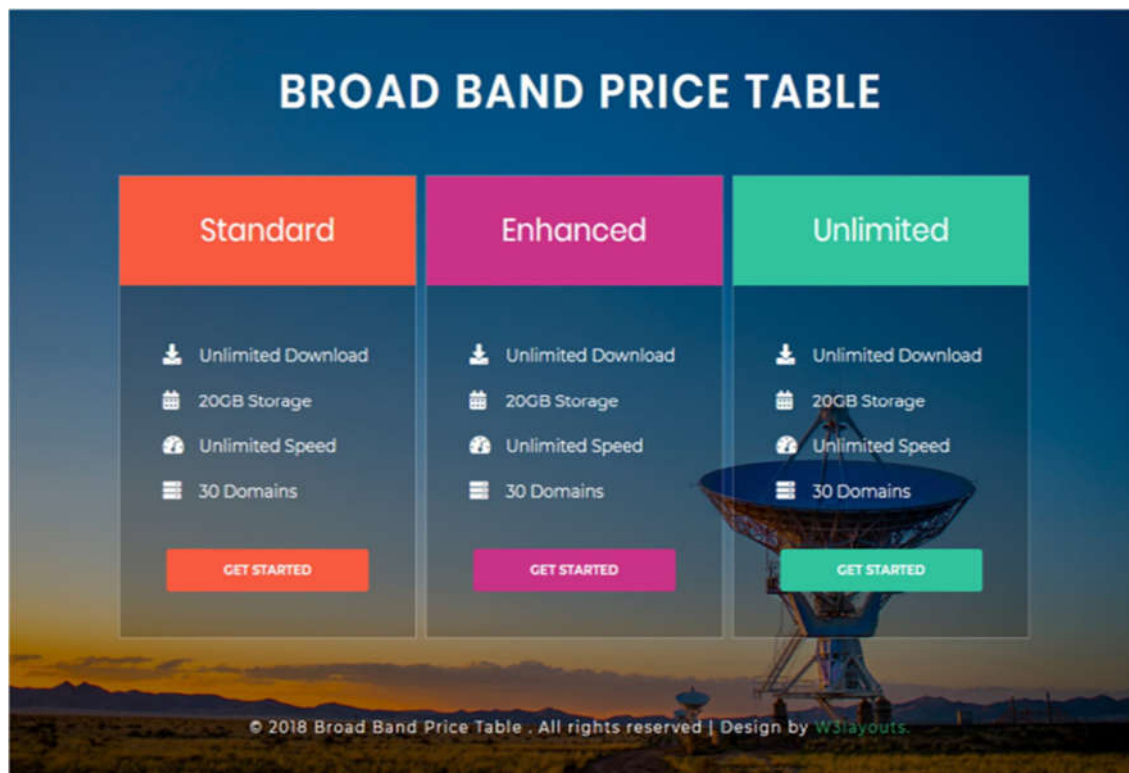 BROAD BAND PRICE TABLE
Standard
Unlimited Download
20GB Storage
Unlimited Speed
30 Domains
GET STARTED
Enhanced
Unlimited Download
20GB Storage
Unlimited Speed
30 Domains
GET STARTED
Unlimited
Unlimited Download
20GB Storage
Unlimited Speed
30 Domains
GET STARTED
© 2018 Broad Band Price Table . All rights reserved | Design by W3layouts.